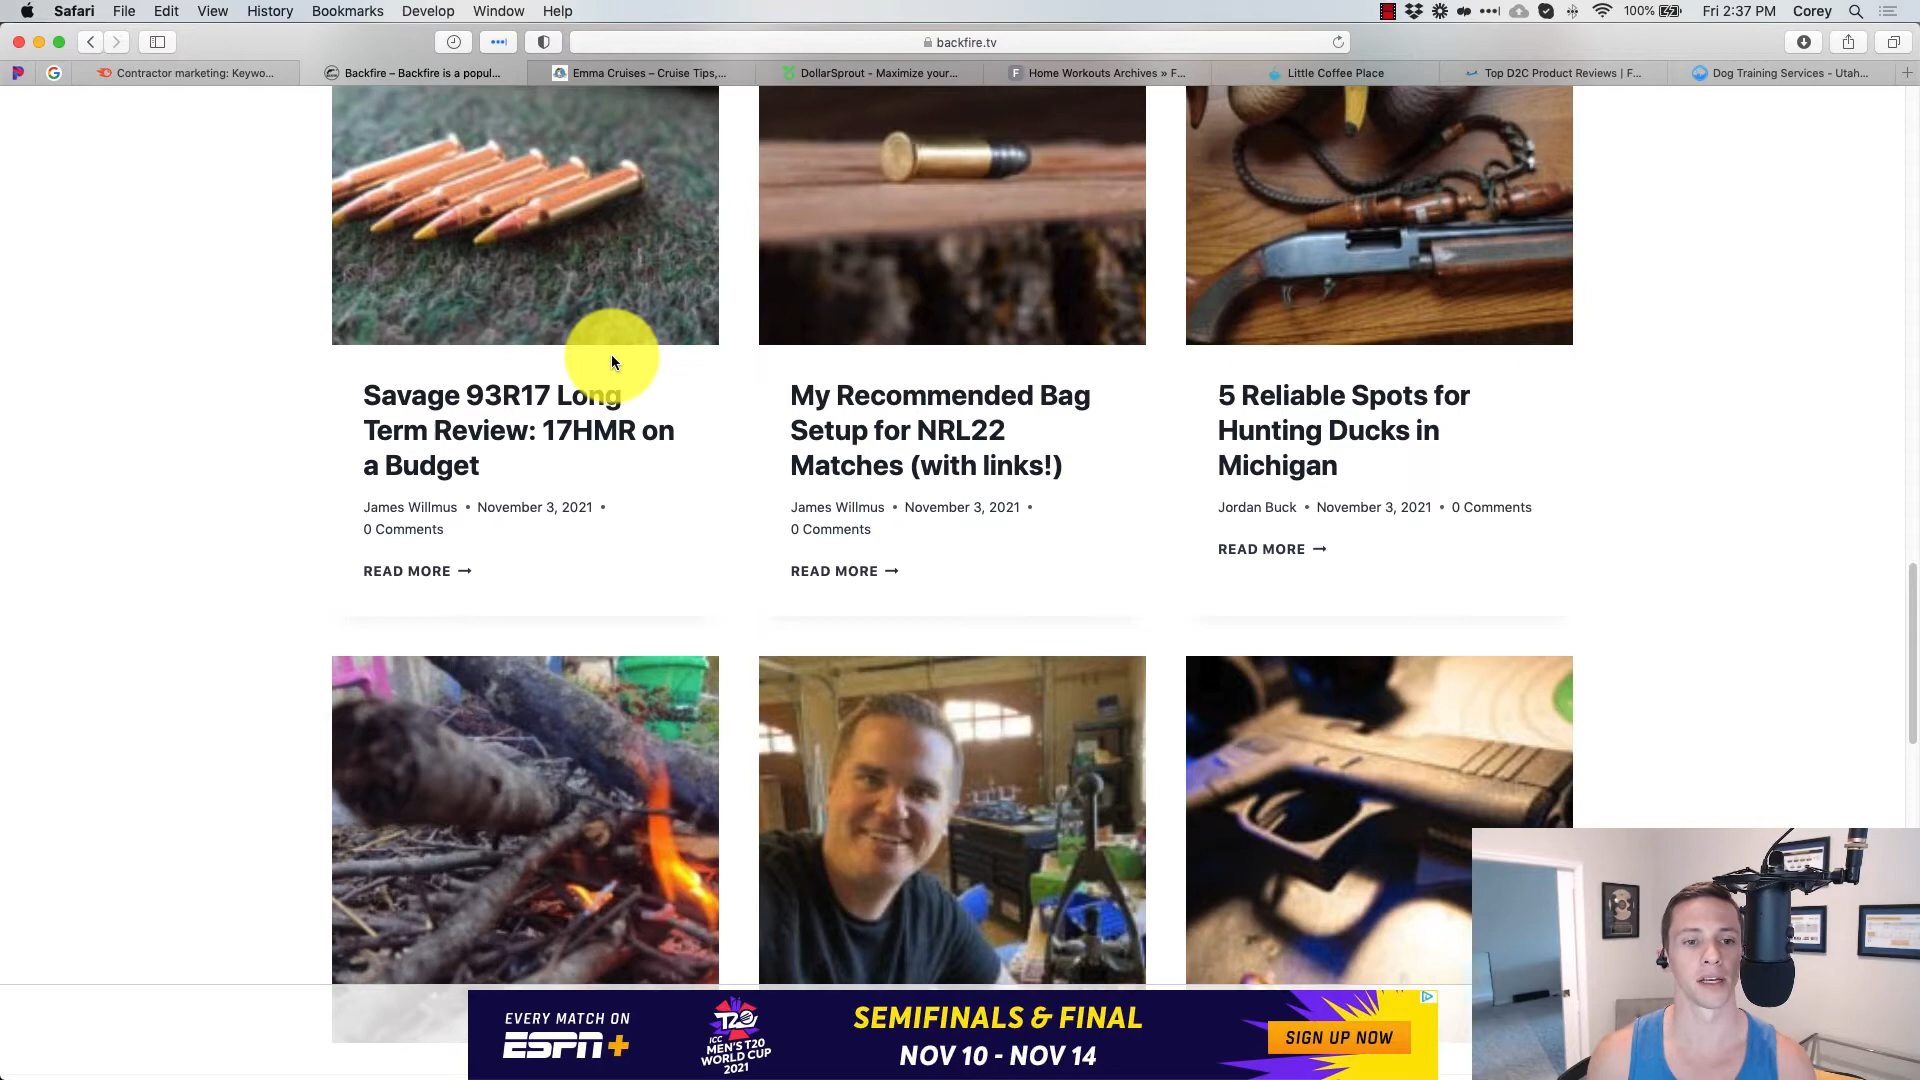 Safari File Edit View History Bookmarks Develop Window Help 100% Fri 2:37 PM Corey
backfire.tv
Contractor marketing: Keywo... Backfire – Backfire is a popul... Emma Cruises – Cruise Tips,... DollarSprout - Maximize your... Home Workouts Archives » F... Little Coffee Place Top D2C Product Reviews | F... Dog Training Services - Utah...
Savage 93R17 Long
Term Review: 17HMR on
a Budget
James Willmus • November 3, 2021 •
0 Comments
READ MORE →
My Recommended Bag
Setup for NRL22
Matches (with links!)
James Willmus • November 3, 2021 •
0 Comments
READ MORE →
5 Reliable Spots for
Hunting Ducks in
Michigan
Jordan Buck • November 3, 2021 • 0 Comments
READ MORE →
EVERY MATCH ON
ESPN+
T20
ICC
MEN'S T20
WORLD CUP
2021
SEMIFINALS & FINAL
NOV 10 - NOV 14
SIGN UP NOW